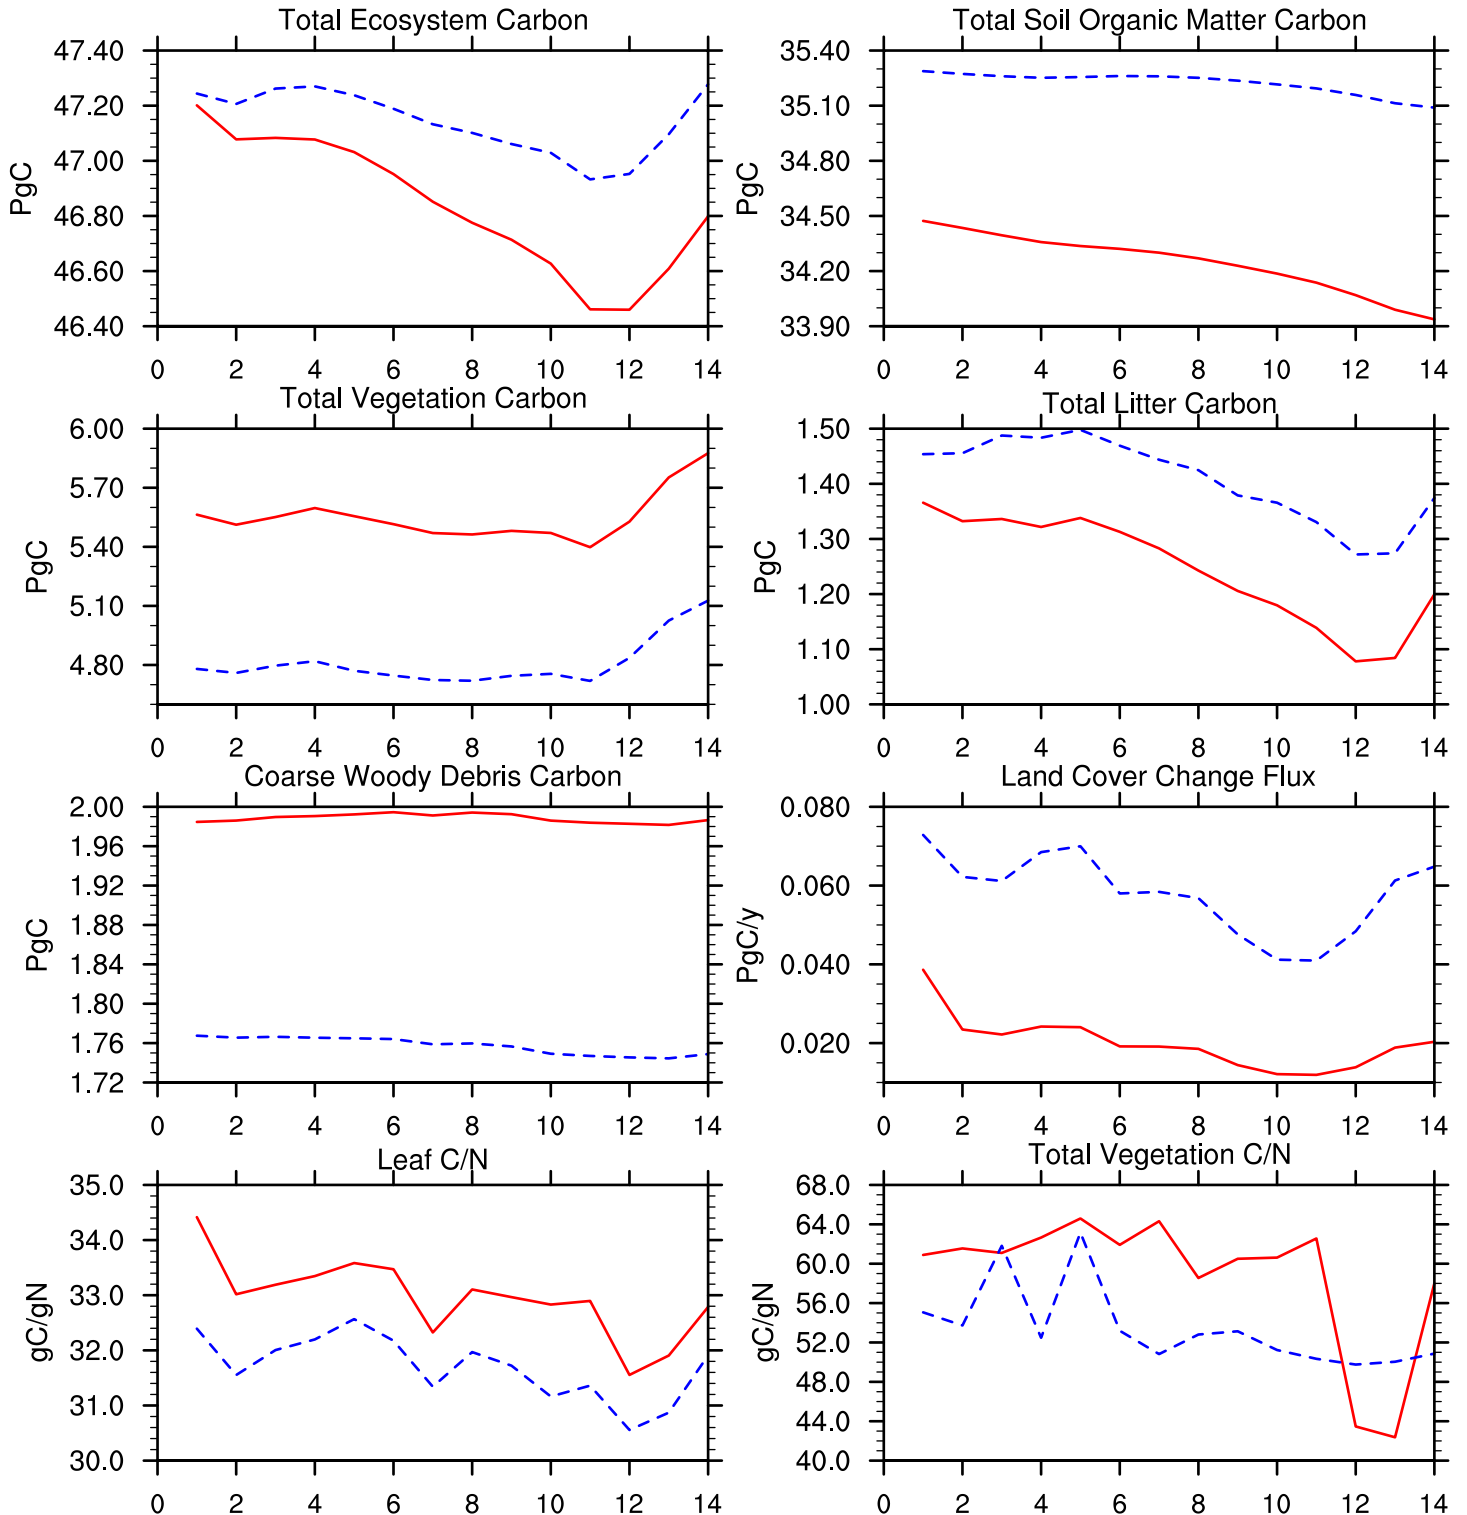 Total Ecosystem Carbon
47.40
47.20
47.00
46.80
46.60
46.40
PgC
0 2 4 6 8 10 12 14
Total Soil Organic Matter Carbon
35.40
35.10
34.80
34.50
34.20
33.90
PgC
0 2 4 6 8 10 12 14
Total Vegetation Carbon
6.00
5.70
5.40
5.10
4.80
PgC
0 2 4 6 8 10 12 14
Total Litter Carbon
1.50
1.40
1.30
1.20
1.10
1.00
PgC
0 2 4 6 8 10 12 14
Coarse Woody Debris Carbon
2.00
1.96
1.92
1.88
1.84
1.80
1.76
1.72
PgC
0 2 4 6 8 10 12 14
Land Cover Change Flux
0.080
0.060
0.040
0.020
PgC/y
0 2 4 6 8 10 12 14
Leaf C/N
35.0
34.0
33.0
32.0
31.0
30.0
gC/gN
0 2 4 6 8 10 12 14
Total Vegetation C/N
68.0
64.0
60.0
56.0
52.0
48.0
44.0
40.0
gC/gN
0 2 4 6 8 10 12 14